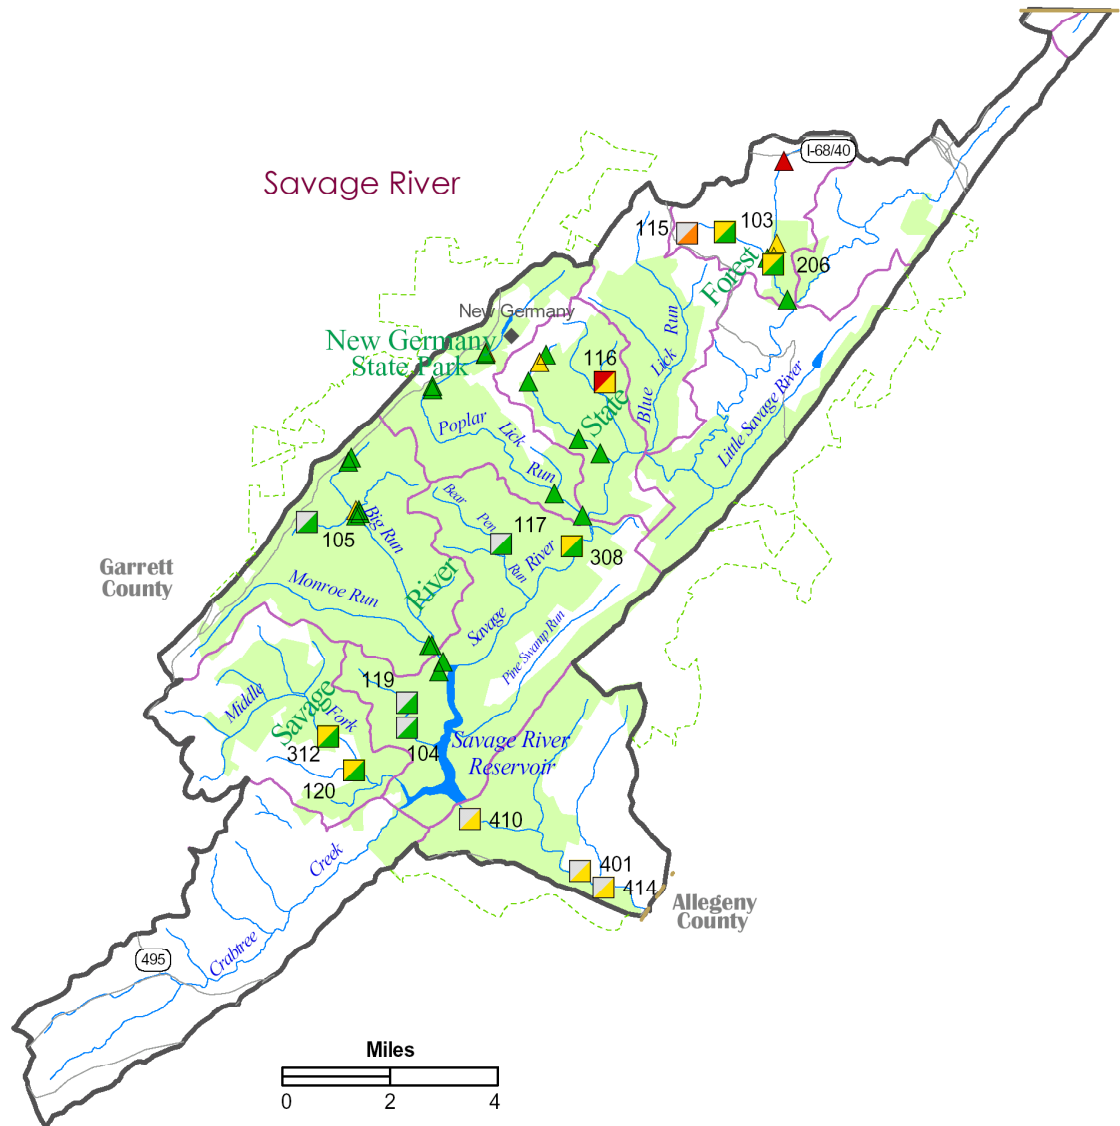 I-68/40
Savage River
103
115
206
Forest
New Germany
New Germany
State Park
116
Blue Lick Run
State
Little Savage River
Poplar Lick Run
Bear Pen Run
117
105
Big Run
308
Garrett
County
Monroe Run
River
Savage River
Pine Swamp Run
119
Middle Fork
Savage
312
104
Savage River
Reservoir
120
410
401
414
Allegeny
County
Crabtree Creek
495
Miles
0 2 4